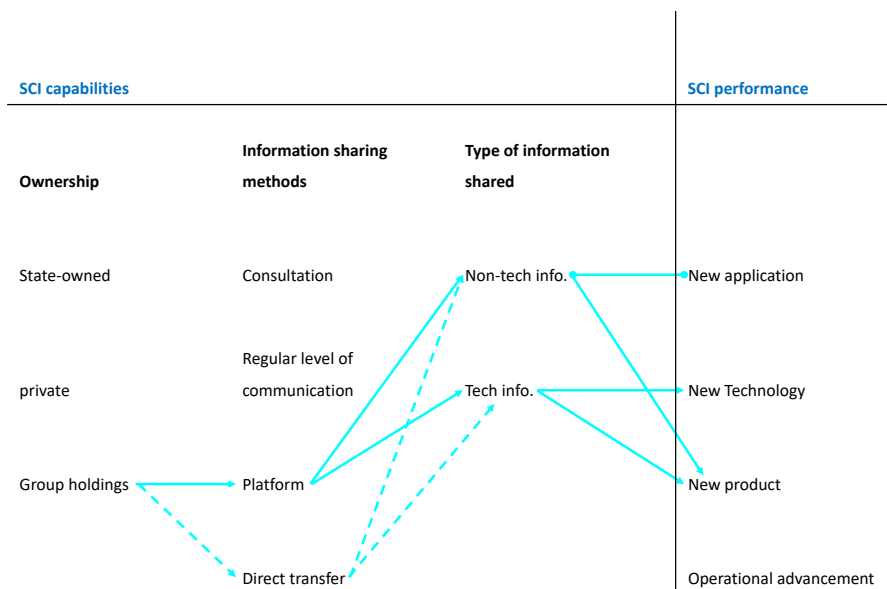 SCI capabilities
SCI performance
Ownership
Information sharing
methods
Type of information
shared
State-owned
Consultation
Non-tech info.
New application
private
Regular level of
communication
Tech info.
New Technology
Group holdings
Platform
New product
Direct transfer
Operational advancement